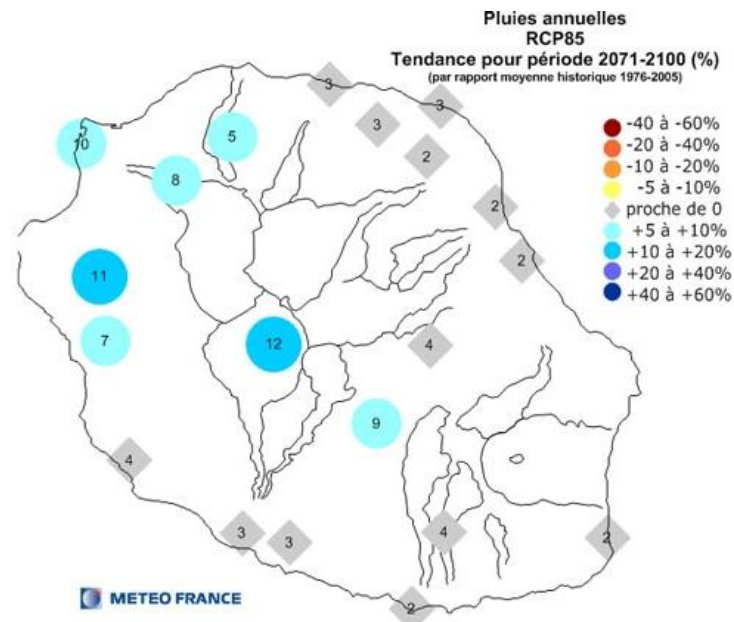 Pluies annuelles
RCP85
Tendance pour période 2071-2100 (%)
(par rapport moyenne historique 1976-2005)
-40 à -60%
-20 à -40%
-10 à -20%
-5 à -10%
proche de 0
+5 à +10%
+10 à +20%
+20 à +40%
+40 à +60%
3
3
10
5
3
2
8
2
2
11
7
12
4
9
4
3
3
4
2
2
METEO FRANCE